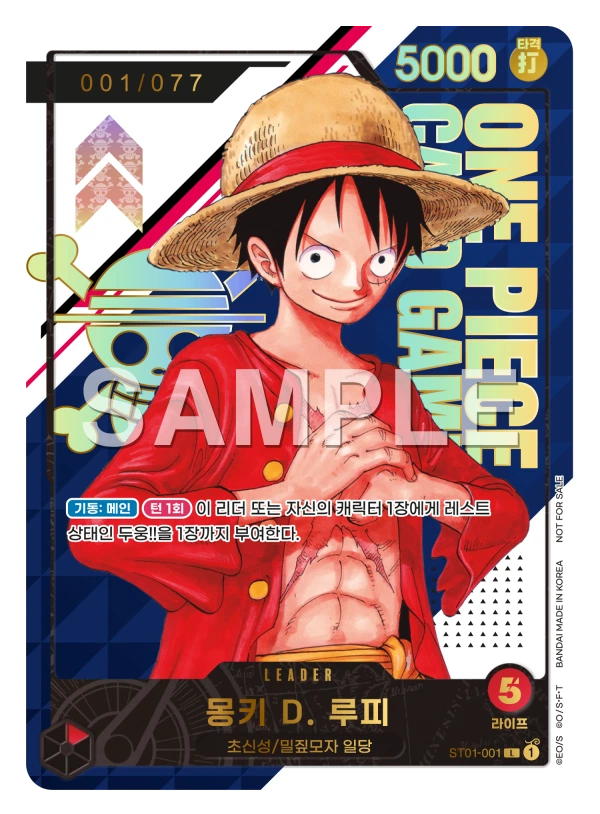 001/077
5000
타격
打
ONE PIECE
CARD GAME
SAMPLE
기동: 메인 턴 1회 이 리더 또는 자신의 캐릭터 1장에게 레스트
상태인 두웅!!을 1장까지 부여한다.
LEADER
몽키 D. 루피
초신성/밀짚모자 일당
5
라이프
ST01-001 L 1
©EO/S ©O/S·F·T BANDAI MADE IN KOREA NOT FOR SALE